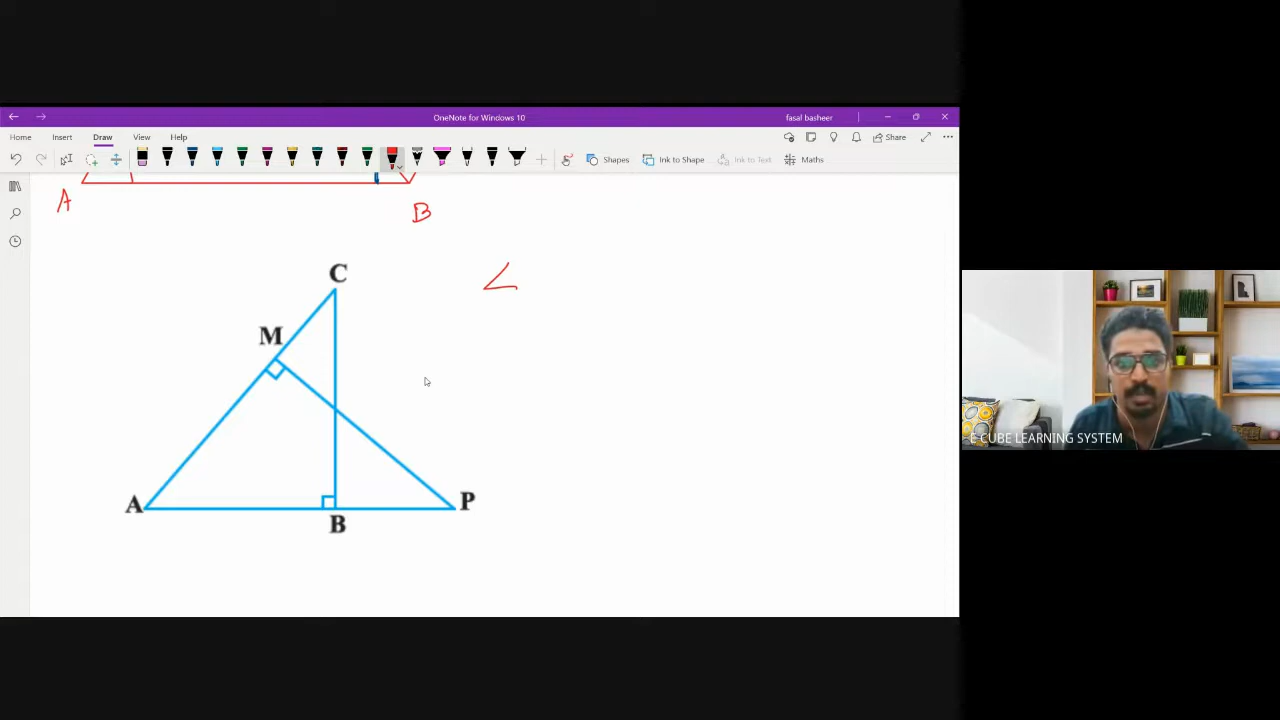 OneNote for Windows 10
fasal basheer
Home Insert Draw View Help
Share
Shapes Ink to Shape Ink to Text Maths
A
B
C
M
A
B
P
∠
E CUBE LEARNING SYSTEM